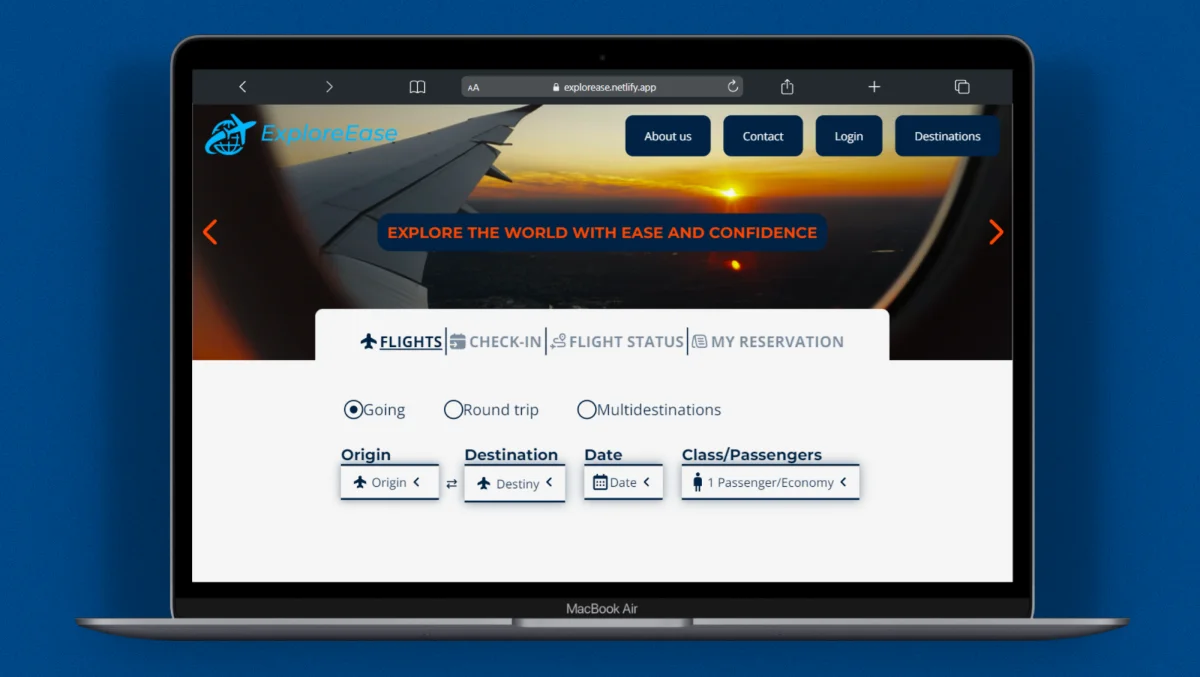 AA explorease.netlify.app
ExploreEase
About us
Contact
Login
Destinations
EXPLORE THE WORLD WITH EASE AND CONFIDENCE
FLIGHTS
CHECK-IN
FLIGHT STATUS
MY RESERVATION
Going
Round trip
Multidestinations
Origin
Destination
Date
Class/Passengers
Origin
Destiny
Date
1 Passenger/Economy
MacBook Air